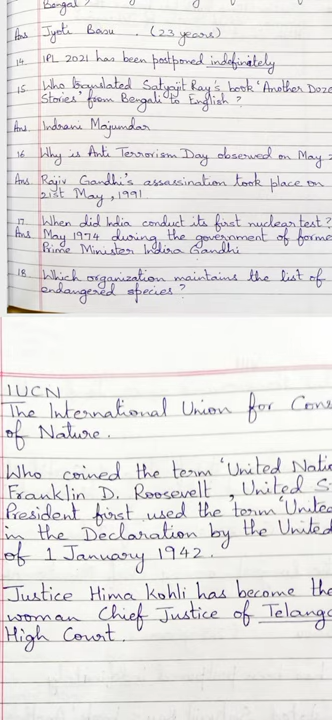 Bengal?
Ans Jyoti Basu. (23 years)
14. IPL 2021 has been postponed indefinitely
15 Who translated Satyajit Ray's book 'Another Doze
Stories' from Bengali to English?
Ans. Indrani Majumdar
16 Why is Anti Terrorism Day observed on May 2
Ans Rajiv Gandhi's assassination took place on
21st May, 1991
17. When did India conduct its first nuclear test?
Ans May 1974 during the government of forme
Prime Minister Indira Gandhi
18 Which organization maintains the list of
endangered species?
IUCN
The International Union for Cons
of Nature.
Who coined the term 'United Natio
Franklin D. Roosevelt, United S
President first used the term 'United
in the Declaration by the United
of 1 January 1942.
Justice Hima Kohli has become the
woman Chief Justice of Telanga
High Court.